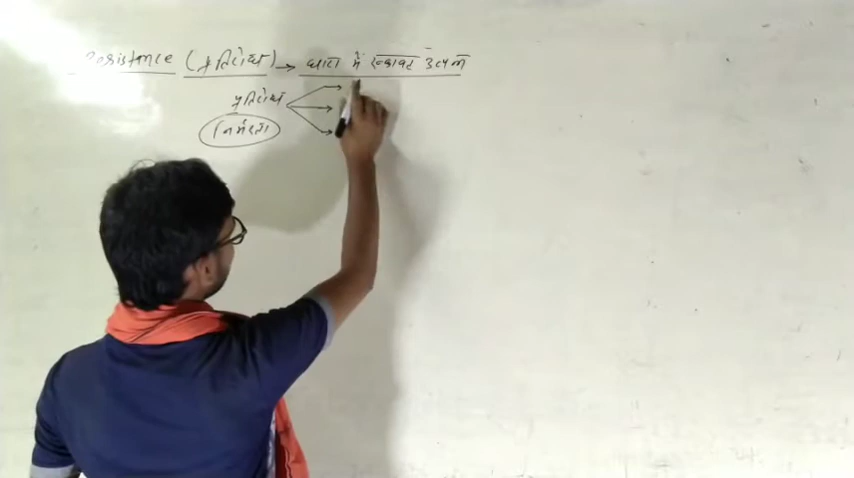 Resistance (प्रतिरोध) → धारा में रूकावट उत्पन्न
प्रतिरोध
निर्भरता